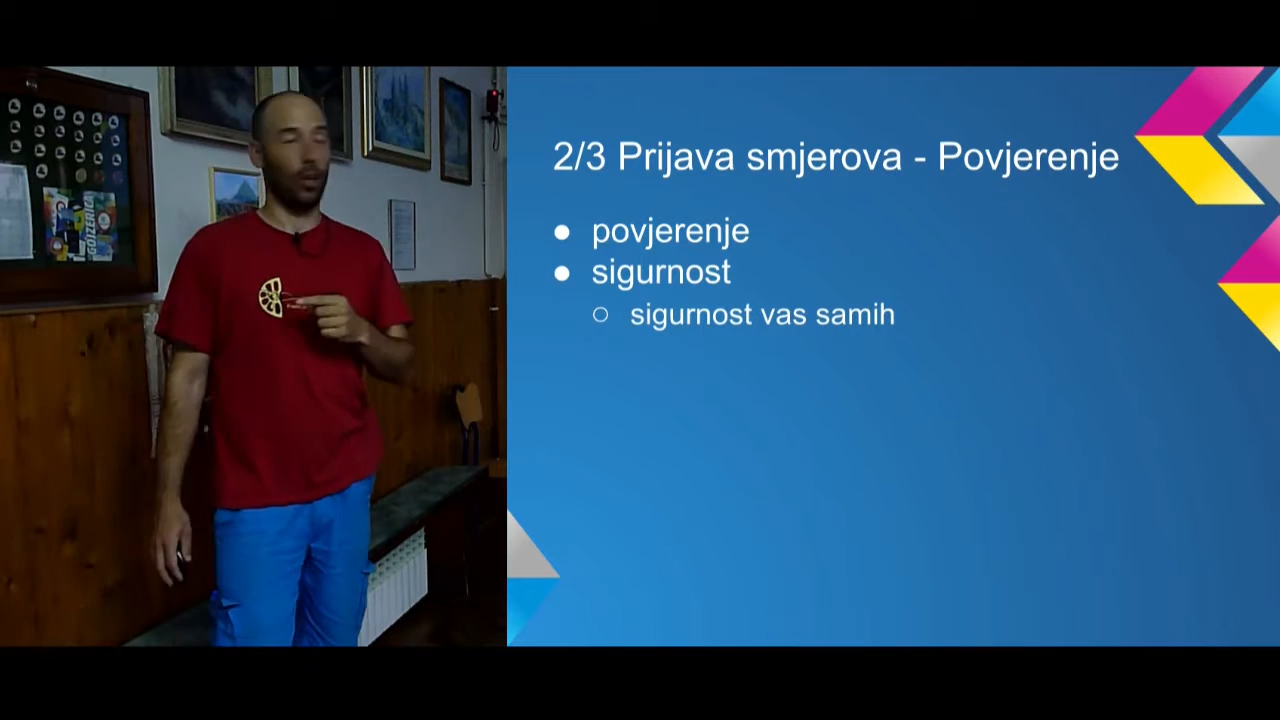 GOJZERICA
2/3 Prijava smjerova - Povjerenje
● povjerenje
● sigurnost
○ sigurnost vas samih